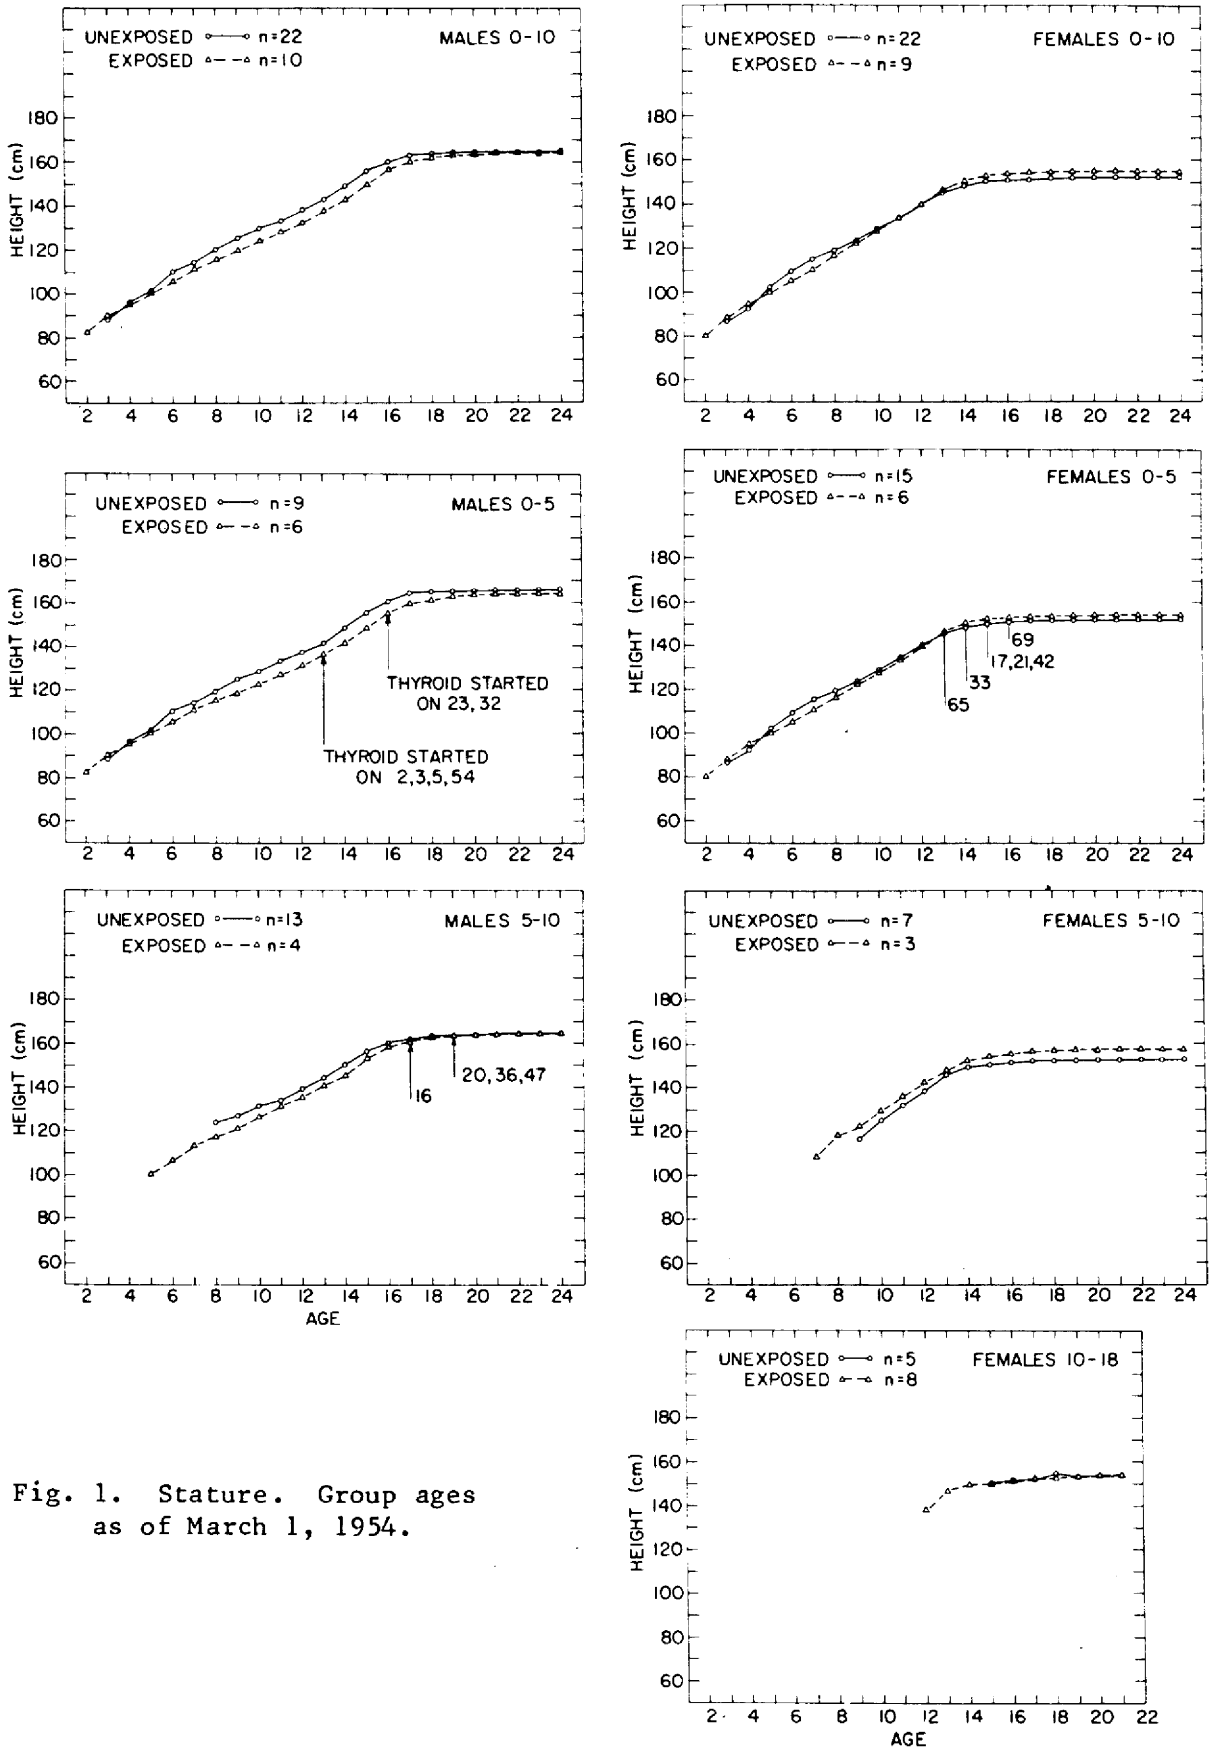 UNEXPOSED n=22 MALES 0-10
EXPOSED n=10
HEIGHT (cm)
180
160
140
120
100
80
60
2 4 6 8 10 12 14 16 18 20 22 24
UNEXPOSED n=22 FEMALES 0-10
EXPOSED n=9
HEIGHT (cm)
180
160
140
120
100
80
60
2 4 6 8 10 12 14 16 18 20 22 24
UNEXPOSED n=9 MALES 0-5
EXPOSED n=6
HEIGHT (cm)
180
160
140
120
100
80
60
THYROID STARTED
ON 23,32
THYROID STARTED
ON 2,3,5,54
2 4 6 8 10 12 14 16 18 20 22 24
UNEXPOSED n=15 FEMALES 0-5
EXPOSED n=6
HEIGHT (cm)
180
160
140
120
100
80
60
69
17,21,42
33
65
2 4 6 8 10 12 14 16 18 20 22 24
UNEXPOSED n=13 MALES 5-10
EXPOSED n=4
HEIGHT (cm)
180
160
140
120
100
80
60
20,36,47
16
2 4 6 8 10 12 14 16 18 20 22 24
AGE
UNEXPOSED n=7 FEMALES 5-10
EXPOSED n=3
HEIGHT (cm)
180
160
140
120
100
80
60
2 4 6 8 10 12 14 16 18 20 22 24
UNEXPOSED n=5 FEMALES 10-18
EXPOSED n=8
HEIGHT (cm)
180
160
140
120
100
80
60
2 4 6 8 10 12 14 16 18 20 21 22
AGE
Fig. 1. Stature. Group ages
as of March 1, 1954.